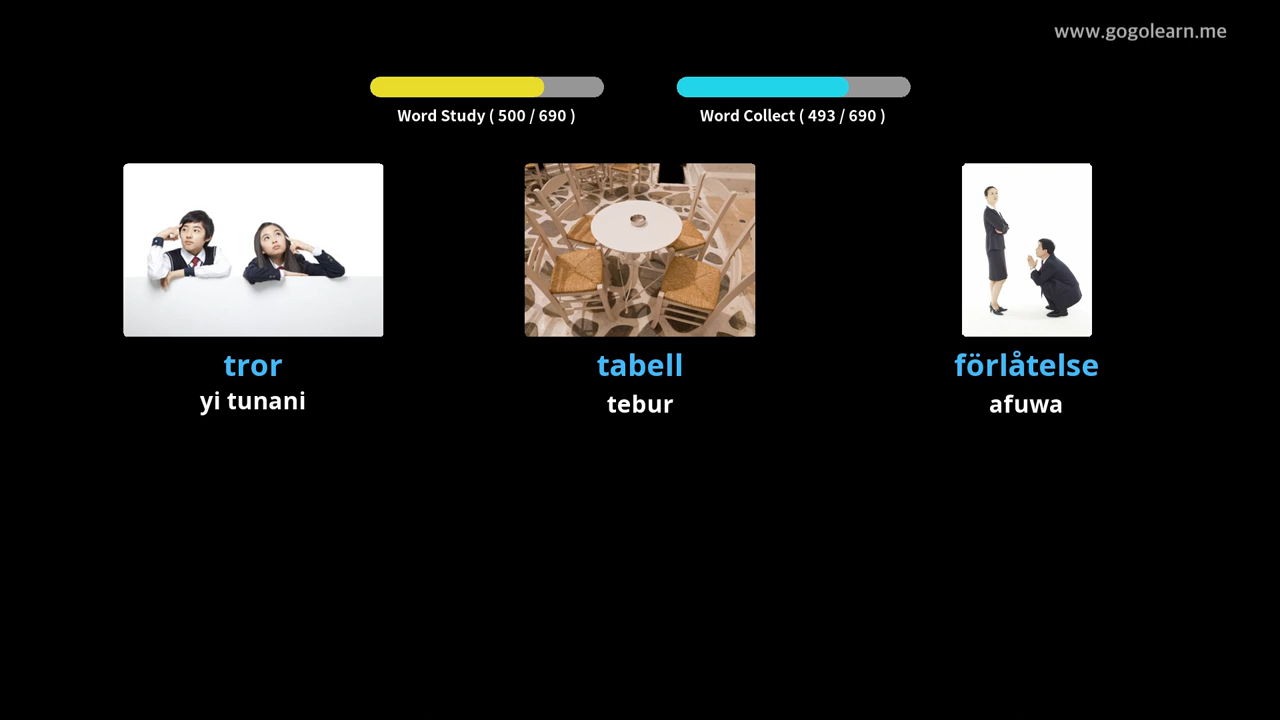 www.gogolearn.me
Word Study ( 500 / 690 )
Word Collect ( 493 / 690 )
tror
tabell
förlåtelse
yi tunani
tebur
afuwa